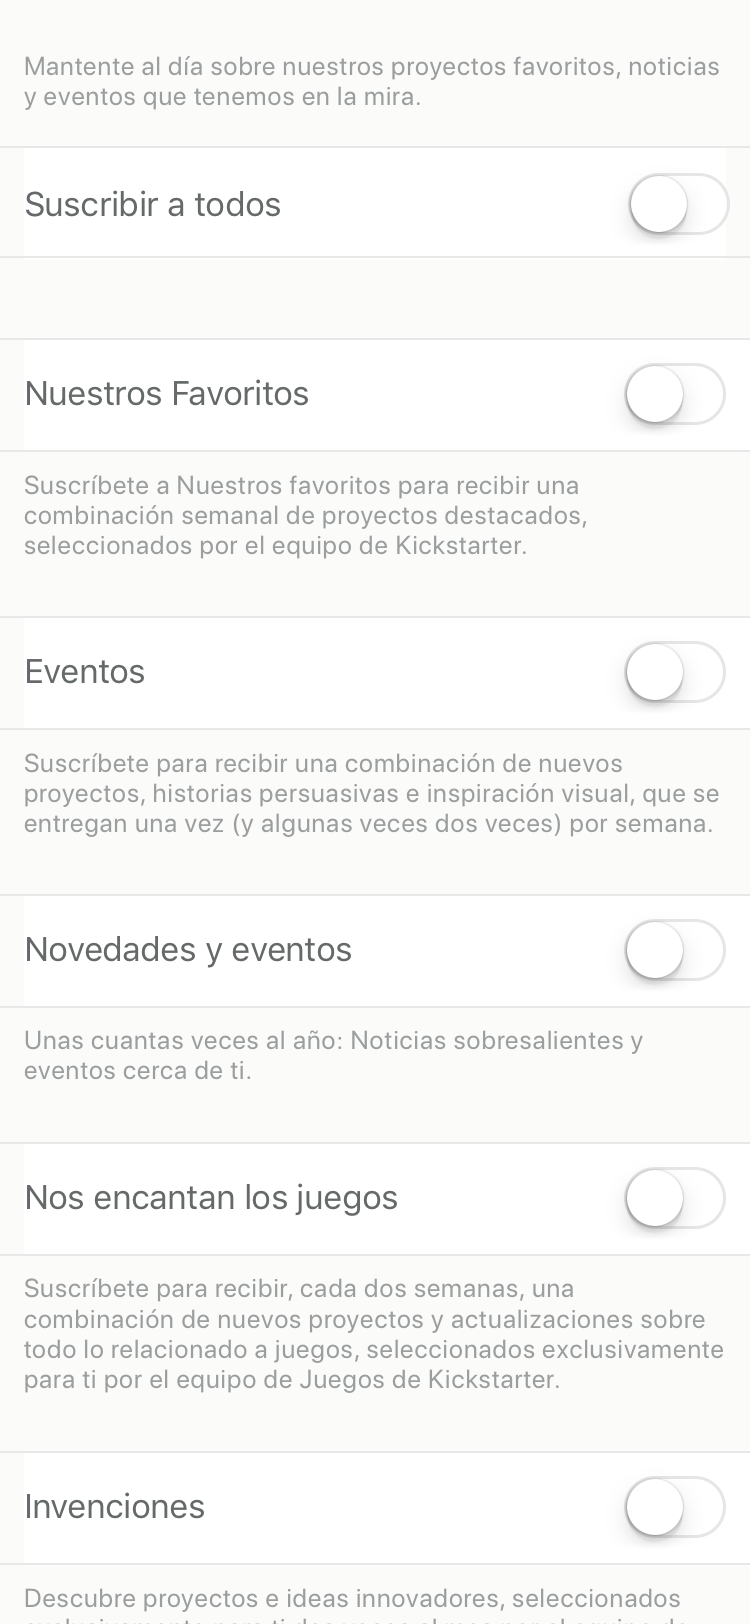 Mantente al día sobre nuestros proyectos favoritos, noticias
y eventos que tenemos en la mira.
Suscribir a todos
Nuestros Favoritos
Suscríbete a Nuestros favoritos para recibir una
combinación semanal de proyectos destacados,
seleccionados por el equipo de Kickstarter.
Eventos
Suscríbete para recibir una combinación de nuevos
proyectos, historias persuasivas e inspiración visual, que se
entregan una vez (y algunas veces dos veces) por semana.
Novedades y eventos
Unas cuantas veces al año: Noticias sobresalientes y
eventos cerca de ti.
Nos encantan los juegos
Suscríbete para recibir, cada dos semanas, una
combinación de nuevos proyectos y actualizaciones sobre
todo lo relacionado a juegos, seleccionados exclusivamente
para ti por el equipo de Juegos de Kickstarter.
Invenciones
Descubre proyectos e ideas innovadores, seleccionados